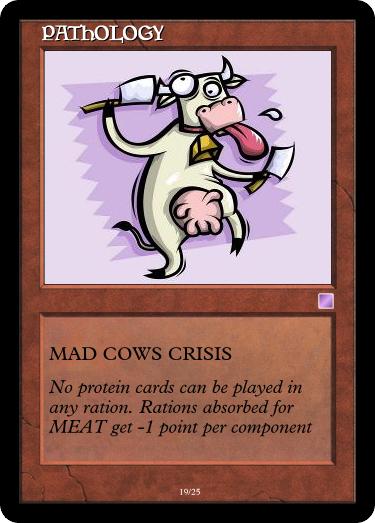 PATHOLOGY
MAD COWS CRISIS
No protein cards can be played in
any ration. Rations absorbed for
MEAT get -1 point per component
19/25